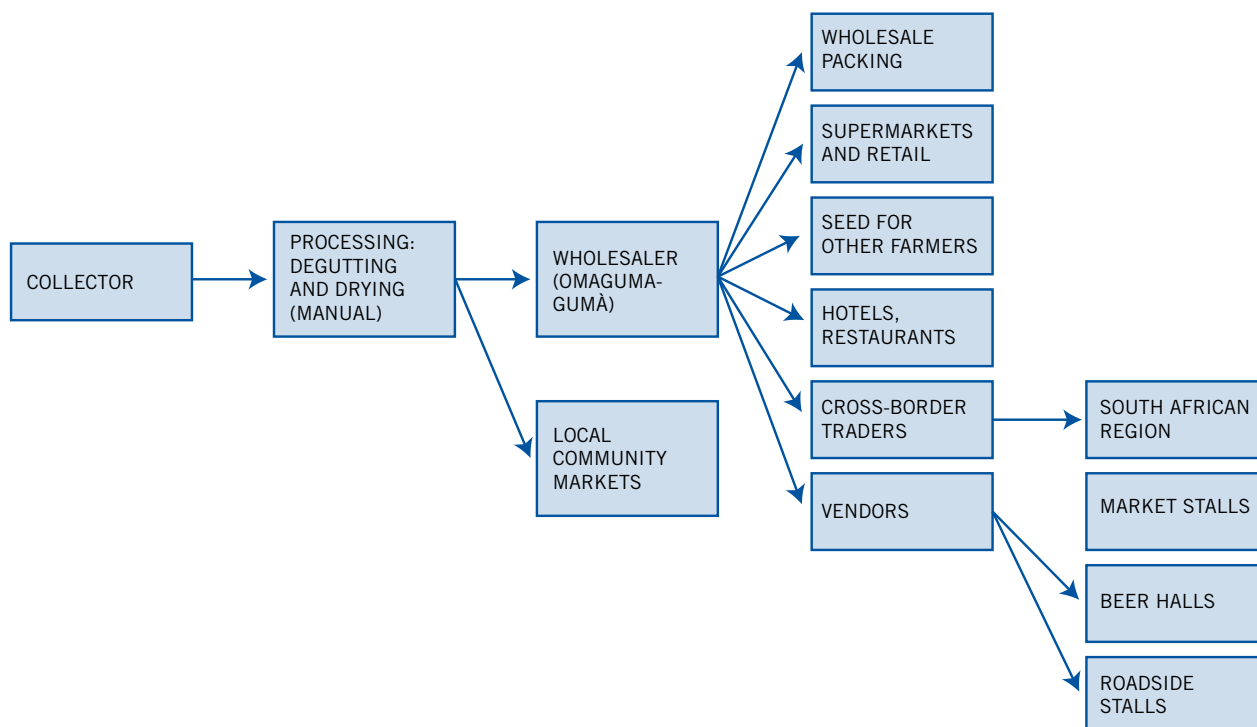 COLLECTOR
PROCESSING:
DEGUTTING
AND DRYING
(MANUAL)
WHOLESALER
(OMAGUMA-
GUMÀ)
LOCAL
COMMUNITY
MARKETS
WHOLESALE
PACKING
SUPERMARKETS
AND RETAIL
SEED FOR
OTHER FARMERS
HOTELS,
RESTAURANTS
CROSS-BORDER
TRADERS
VENDORS
SOUTH AFRICAN
REGION
MARKET STALLS
BEER HALLS
ROADSIDE
STALLS